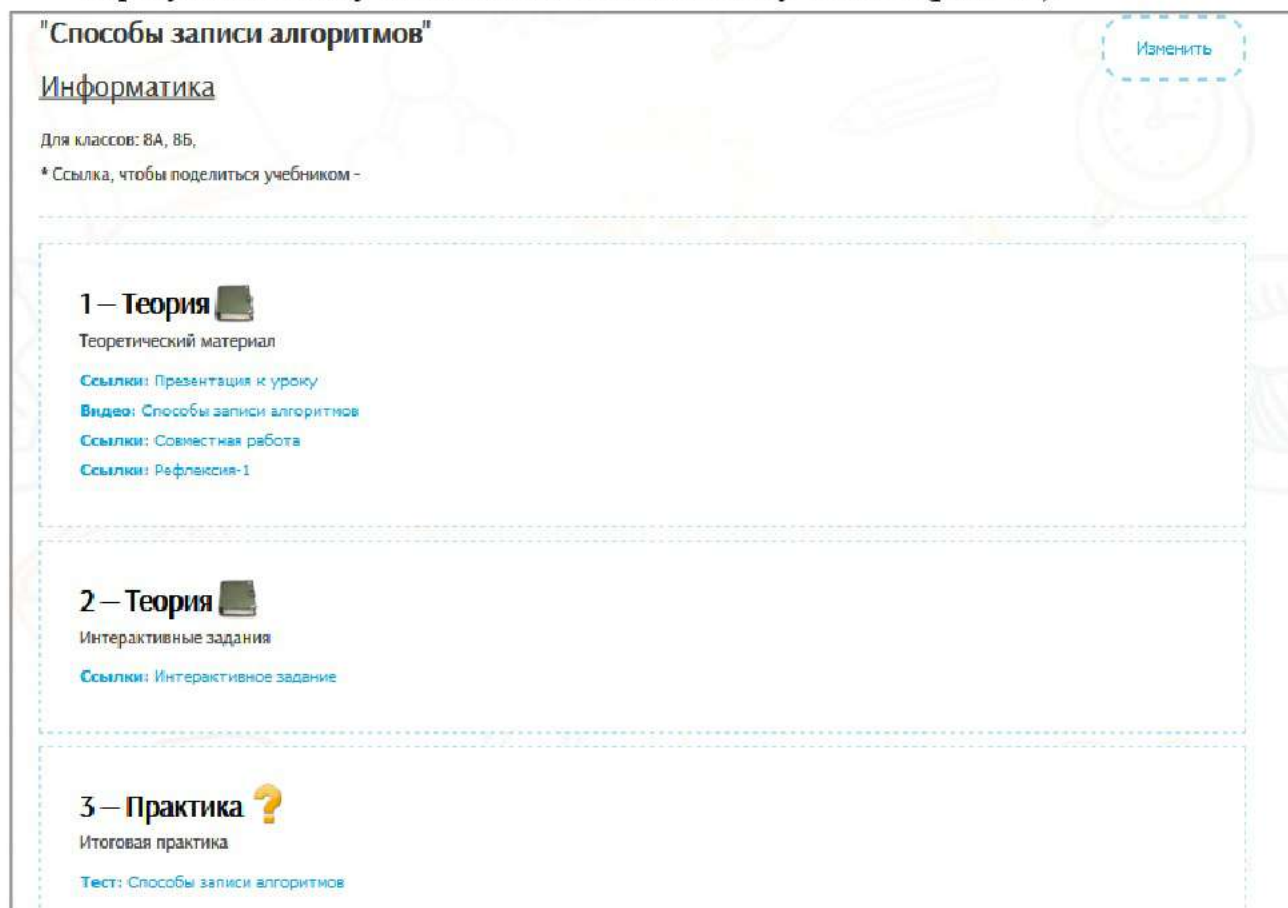 "Способы записи алгоритмов"
Изменить
Информатика
Для классов: 8А, 8Б,
* Ссылка, чтобы поделиться учебником -
1 — Теория
Теоретический материал
Ссылки: Презентация к уроку
Видео: Способы записи алгоритмов
Ссылки: Совместная работа
Ссылки: Рефлексия-1
2 — Теория
Интерактивные задания
Ссылки: Интерактивное задание
3 — Практика
Итоговая практика
Тест: Способы записи алгоритмов